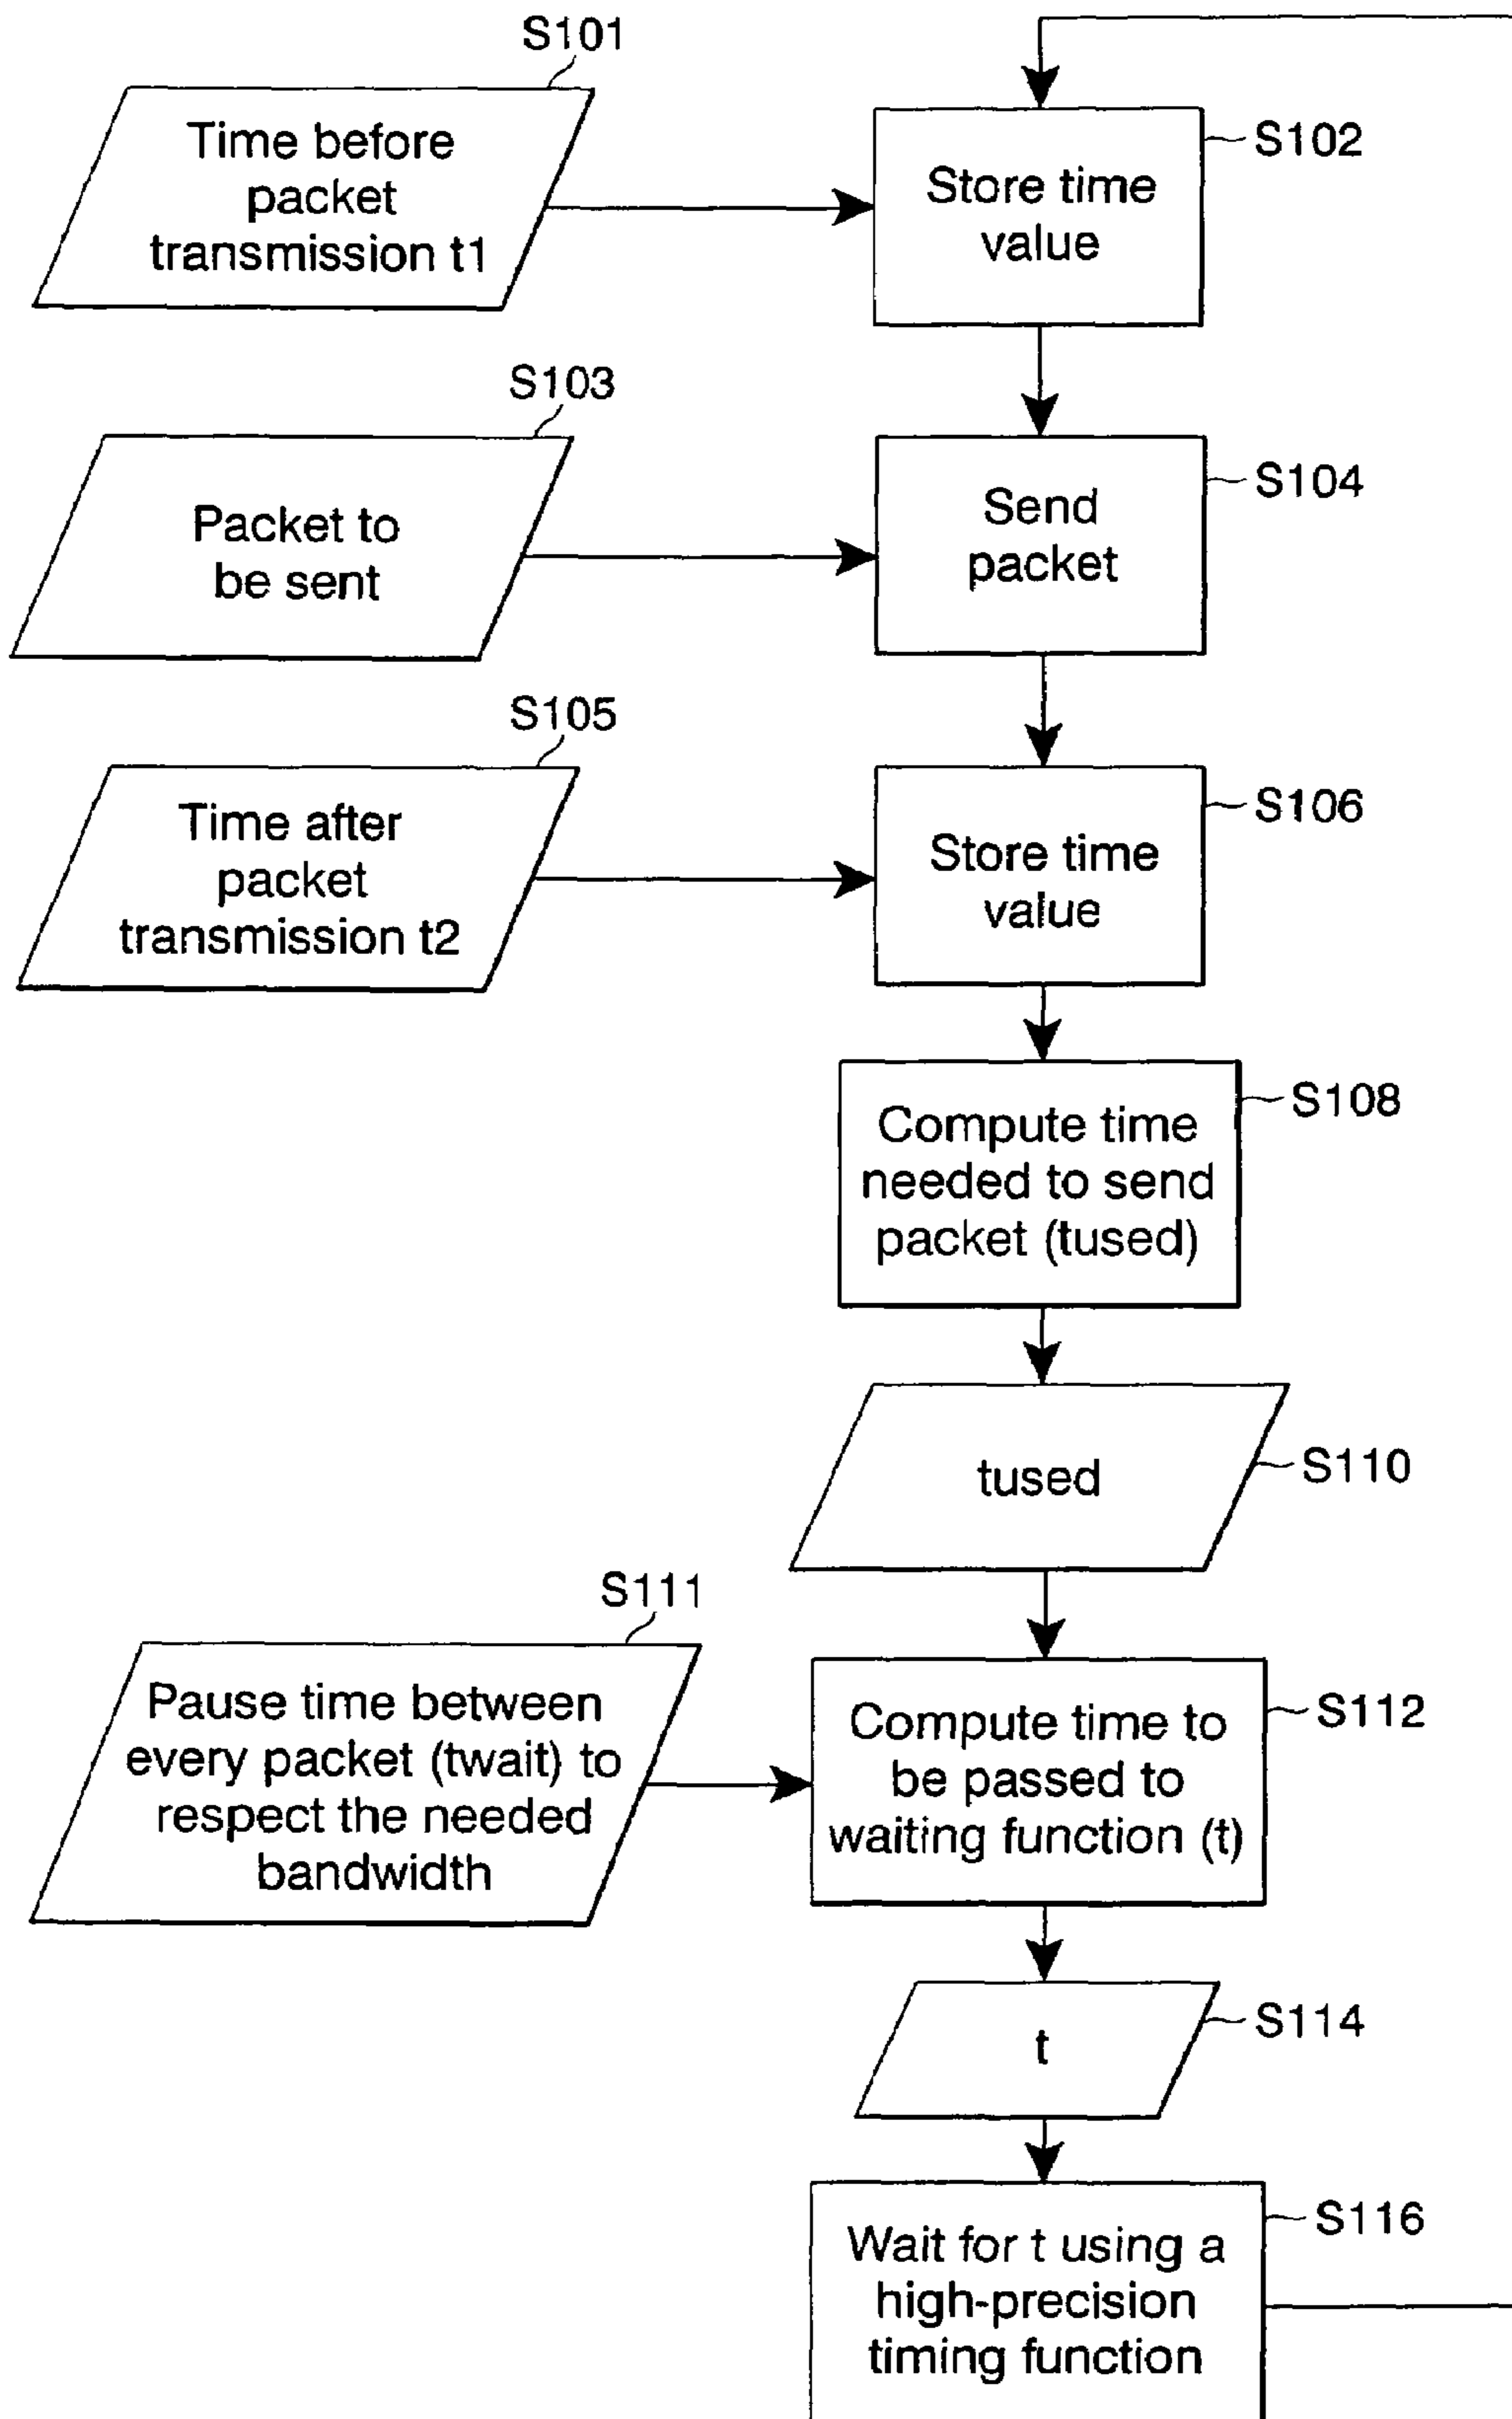 S101
Time before
packet
transmission t1
S102
Store time
value
S103
Packet to
be sent
S104
Send
packet
S105
Time after
packet
transmission t2
S106
Store time
value
S108
Compute time
needed to send
packet (tused)
tused
S110
S111
Pause time between
every packet (twait) to
respect the needed
bandwidth
S112
Compute time to
be passed to
waiting function (t)
S114
t
S116
Wait for t using a
high-precision
timing function